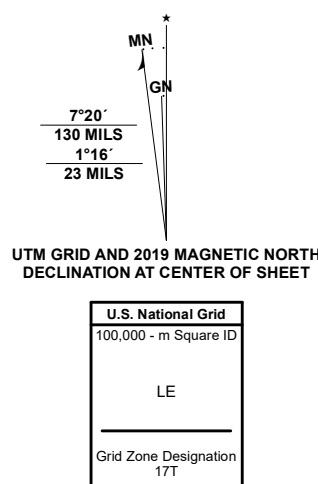 MN
GN
7°20´
130 MILS
1°16´
23 MILS
UTM GRID AND 2019 MAGNETIC NORTH
DECLINATION AT CENTER OF SHEET
U.S. National Grid
100,000 - m Square ID
LE
Grid Zone Designation
17T